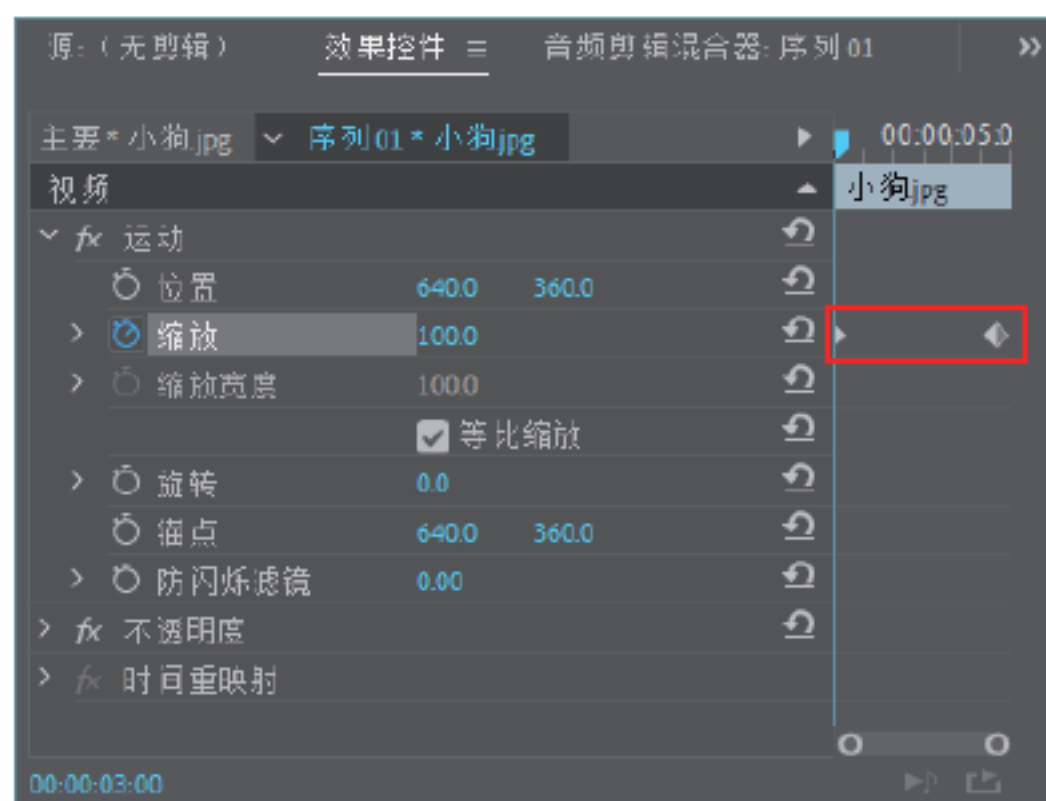 源:（无剪辑） 效果控件 ≡ 音频剪辑混合器: 序列 01 »
主要 * 小狗.jpg 序列 01 * 小狗.jpg 00:00:05:0
视频 小狗.jpg
fx 运动
位置 640.0 360.0
缩放 100.0
缩放宽度 100.0
等比缩放
旋转 0.0
锚点 640.0 360.0
防闪烁滤镜 0.00
fx 不透明度
fx 时间重映射
00:00:03:00